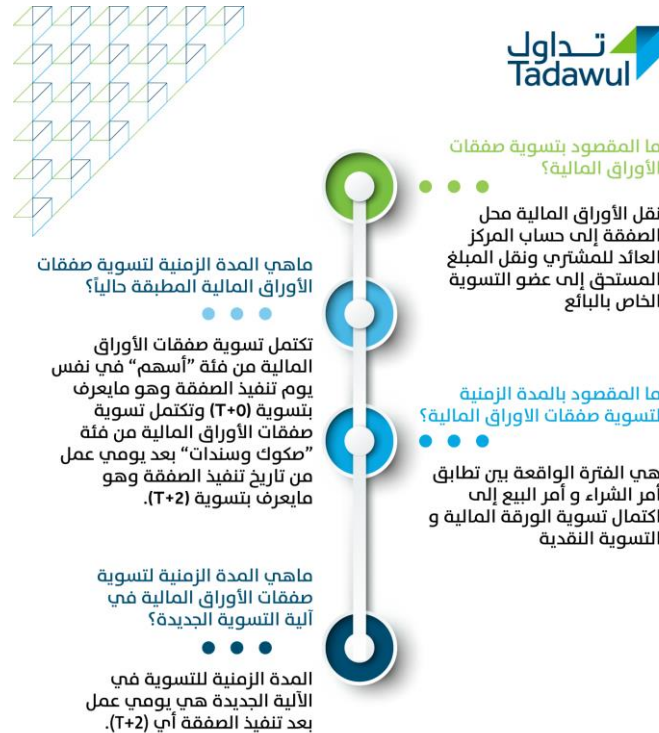 تـداول
Tadawul
ما المقصود بتسوية صفقات
الأوراق المالية؟
نقل الأوراق المالية محل
الصفقة إلى حساب المركز
العائد للمشتري ونقل المبلغ
المستحق إلى عضو التسوية
الخاص بالبائع
ماهي المدة الزمنية لتسوية صفقات
الأوراق المالية المطبقة حالياً؟
تكتمل تسوية صفقات الأوراق
المالية من فئة "أسهم" في نفس
يوم تنفيذ الصفقة وهو مايعرف
بتسوية (T+0) وتكتمل تسوية
صفقات الأوراق المالية من فئة
"صكوك وسندات" بعد يومي عمل
من تاريخ تنفيذ الصفقة وهو
مايعرف بتسوية (T+2).
ما المقصود بالمدة الزمنية
لتسوية صفقات الاوراق المالية؟
هي الفترة الواقعة بين تطابق
أمر الشراء و أمر البيع إلى
اكتمال تسوية الورقة المالية و
التسوية النقدية
ماهي المدة الزمنية لتسوية
صفقات الأوراق المالية في
آلية التسوية الجديدة؟
المدة الزمنية للتسوية في
الآلية الجديدة هي يومي عمل
بعد تنفيذ الصفقة أي (T+2).